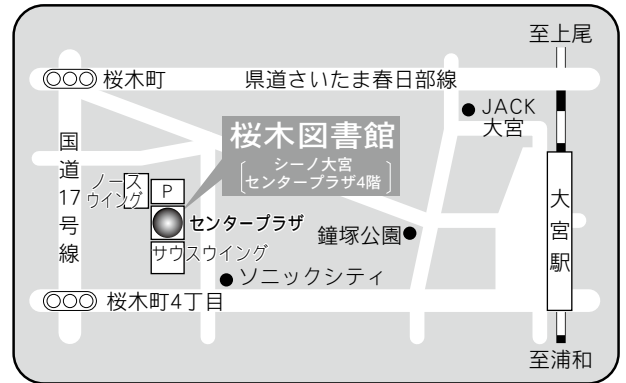 至上尾
桜木町
県道さいたま春日部線
JACK
大宮
桜木図書館
シーノ大宮
センタープラザ4階
国道17号線
ノース
ウイング
P
センタープラザ
サウスウイング
鐘塚公園
大宮駅
ソニックシティ
桜木町4丁目
至浦和